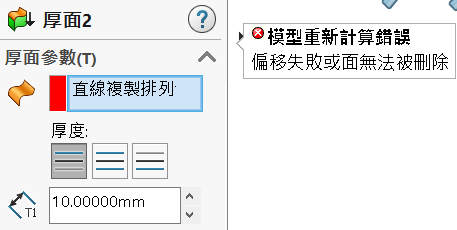 厚面2
?
厚面參數(T)
直線複製排列
厚度:
T1
10.00000mm
模型重新計算錯誤
偏移失敗或面無法被刪除